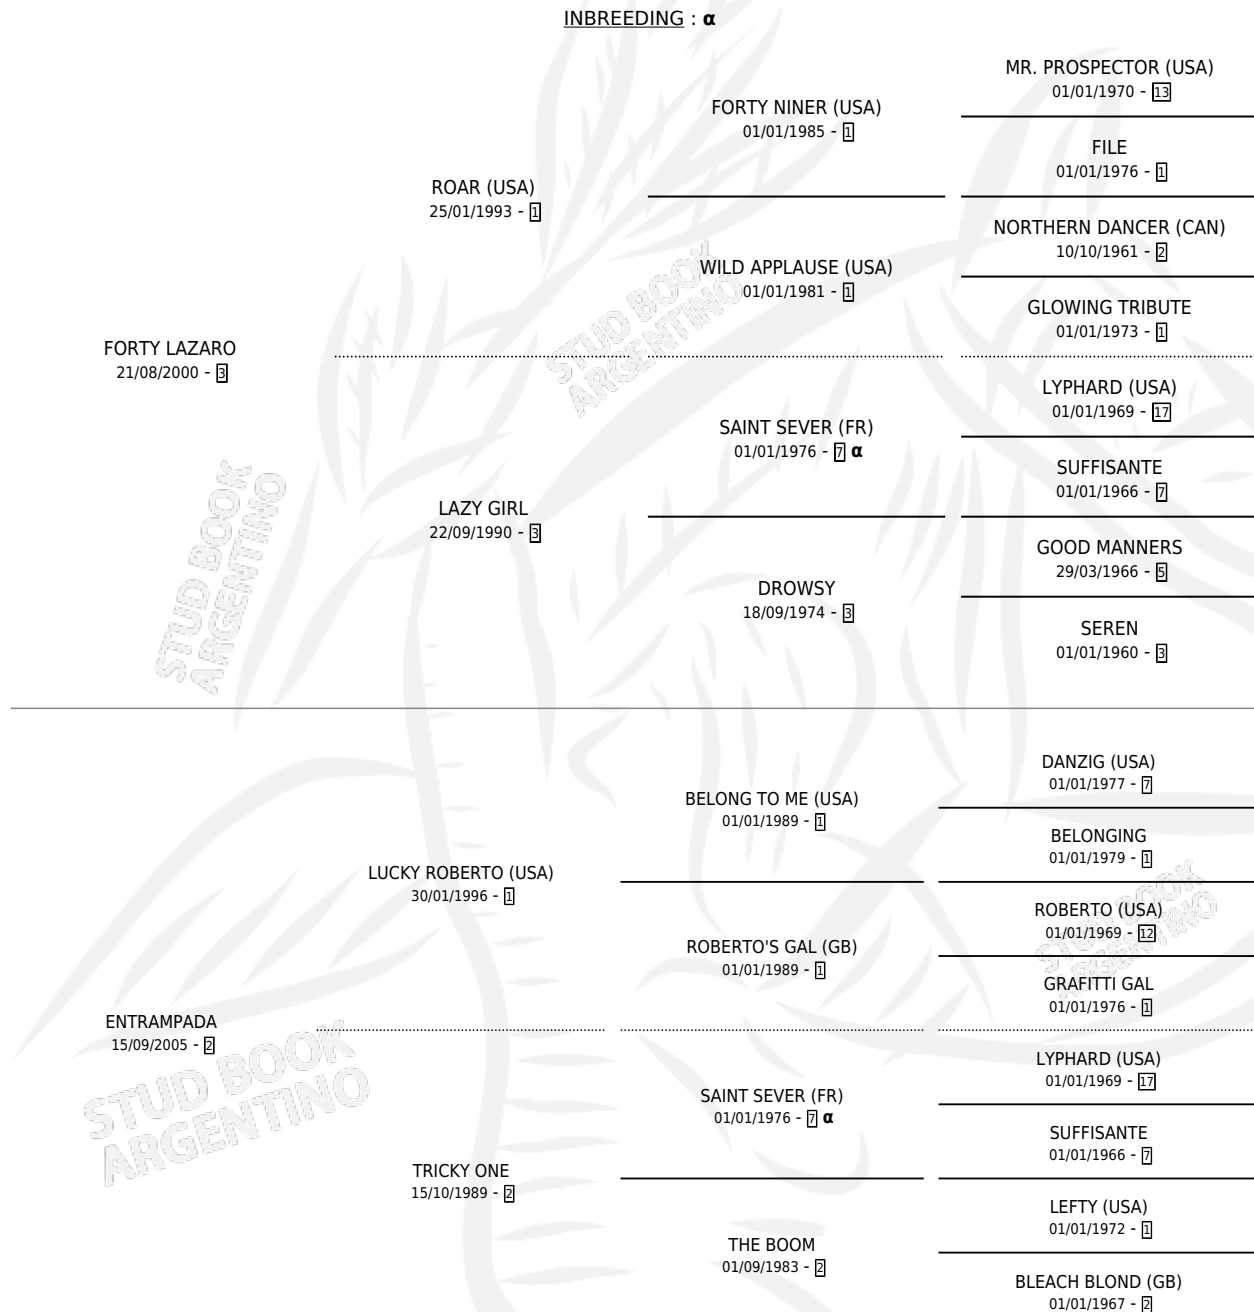 INBREEDING : α
MR. PROSPECTOR (USA)
01/01/1970 - 13
FORTY NINER (USA)
01/01/1985 - 1
FILE
01/01/1976 - 1
ROAR (USA)
25/01/1993 - 1
NORTHERN DANCER (CAN)
10/10/1961 - 2
WILD APPLAUSE (USA)
01/01/1981 - 1
GLOWING TRIBUTE
01/01/1973 - 1
FORTY LAZARO
21/08/2000 - 3
LYPHARD (USA)
01/01/1969 - 17
SAINT SEVER (FR)
01/01/1976 - 7 α
SUFFISANTE
01/01/1966 - 7
LAZY GIRL
22/09/1990 - 3
GOOD MANNERS
29/03/1966 - 5
DROWSY
18/09/1974 - 3
SEREN
01/01/1960 - 3
DANZIG (USA)
01/01/1977 - 7
BELONG TO ME (USA)
01/01/1989 - 1
BELONGING
01/01/1979 - 1
LUCKY ROBERTO (USA)
30/01/1996 - 1
ROBERTO (USA)
01/01/1969 - 12
ROBERTO'S GAL (GB)
01/01/1989 - 1
GRAFITTI GAL
01/01/1976 - 1
ENTRAMPADA
15/09/2005 - 2
LYPHARD (USA)
01/01/1969 - 17
SAINT SEVER (FR)
01/01/1976 - 7 α
SUFFISANTE
01/01/1966 - 7
TRICKY ONE
15/10/1989 - 2
LEFTY (USA)
01/01/1972 - 1
THE BOOM
01/09/1983 - 2
BLEACH BLOND (GB)
01/01/1967 - 2
STUD BOOK
ARGENTINO
STUD BOOK
ARGENTINO
STUD BOOK
ARGENTINO
STUD BOOK
ARGENTINO